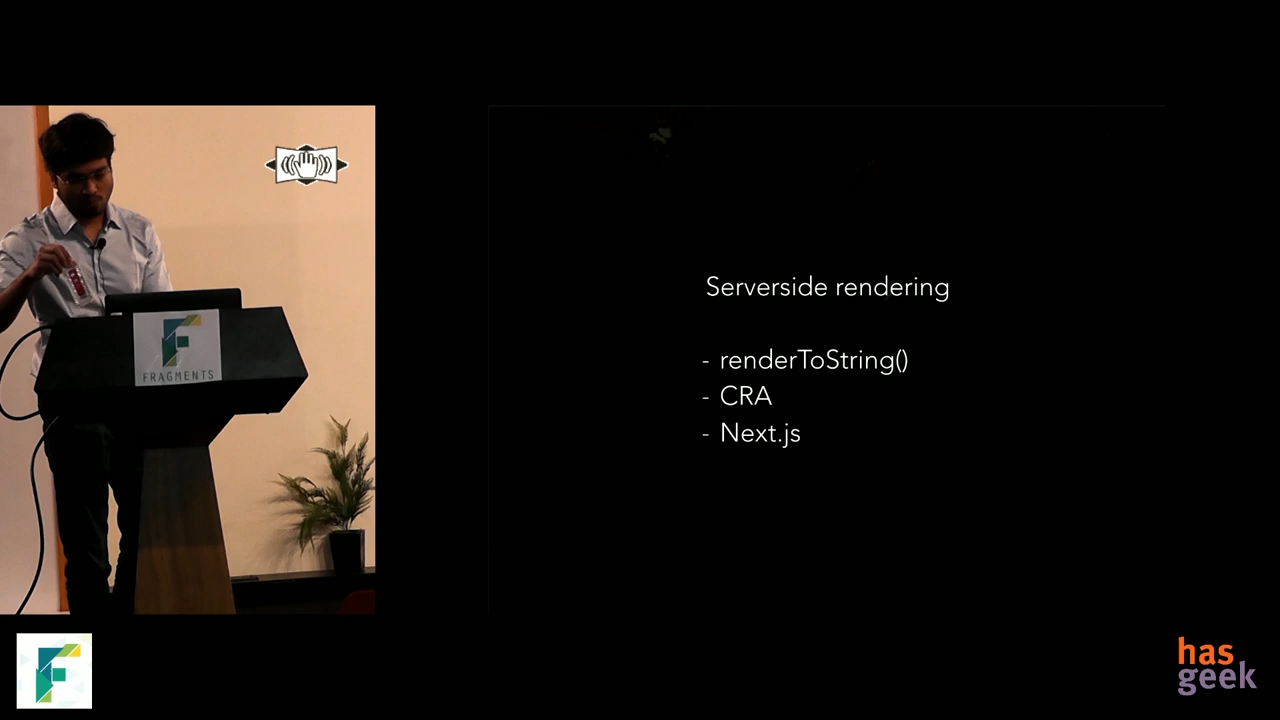 Serverside rendering
- renderToString()
- CRA
- Next.js
FRAGMENTS
has
geek